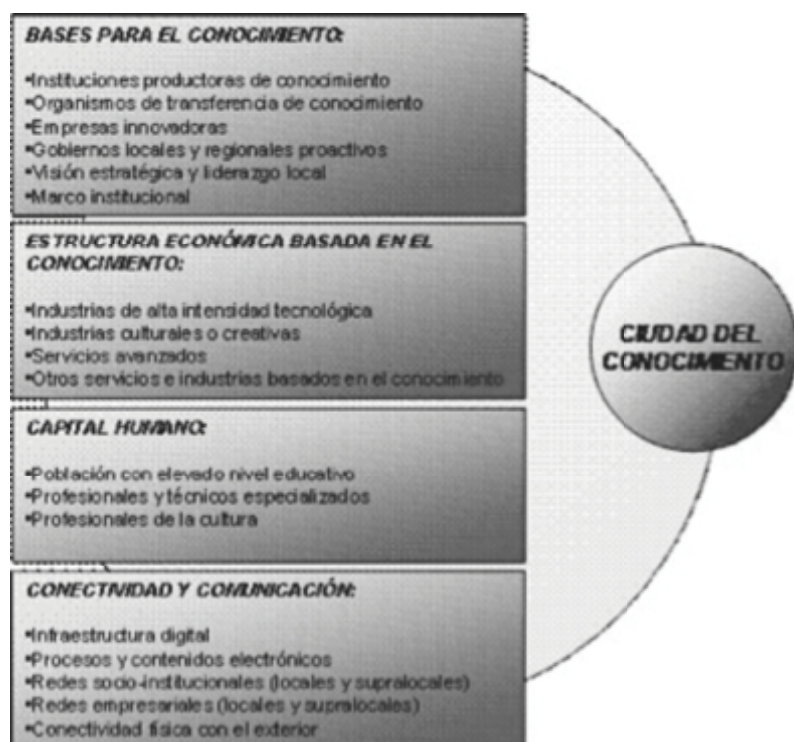 BASES PARA EL CONOCIMIENTO:
•Instituciones productoras de conocimiento
•Organismos de transferencia de conocimiento
•Empresas innovadoras
•Gobiernos locales y regionales proactivos
•Visión estratégica y liderazgo local
•Marco institucional
ESTRUCTURA ECONÓMICA BASADA EN EL
CONOCIMIENTO:
•Industrias de alta intensidad tecnológica
•Industrias culturales o creativas
•Servicios avanzados
•Otros servicios e industrias basados en el conocimiento
CIUDAD DEL
CONOCIMIENTO
CAPITAL HUMANO:
•Población con elevado nivel educativo
•Profesionales y técnicos especializados
•Profesionales de la cultura
CONECTIVIDAD Y COMUNICACIÓN:
•Infraestructura digital
•Procesos y contenidos electrónicos
•Redes socio-institucionales (locales y supralocales)
•Redes empresariales (locales y supralocales)
•Conectividad física con el exterior